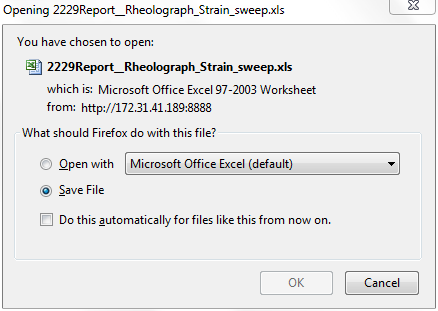 Opening 2229Report__Rheolograph_Strain_sweep.xls
You have chosen to open:
2229Report__Rheolograph_Strain_sweep.xls
which is: Microsoft Office Excel 97-2003 Worksheet
from: http://172.31.41.189:8888
What should Firefox do with this file?
Open with Microsoft Office Excel (default)
Save File
Do this automatically for files like this from now on.
OK Cancel